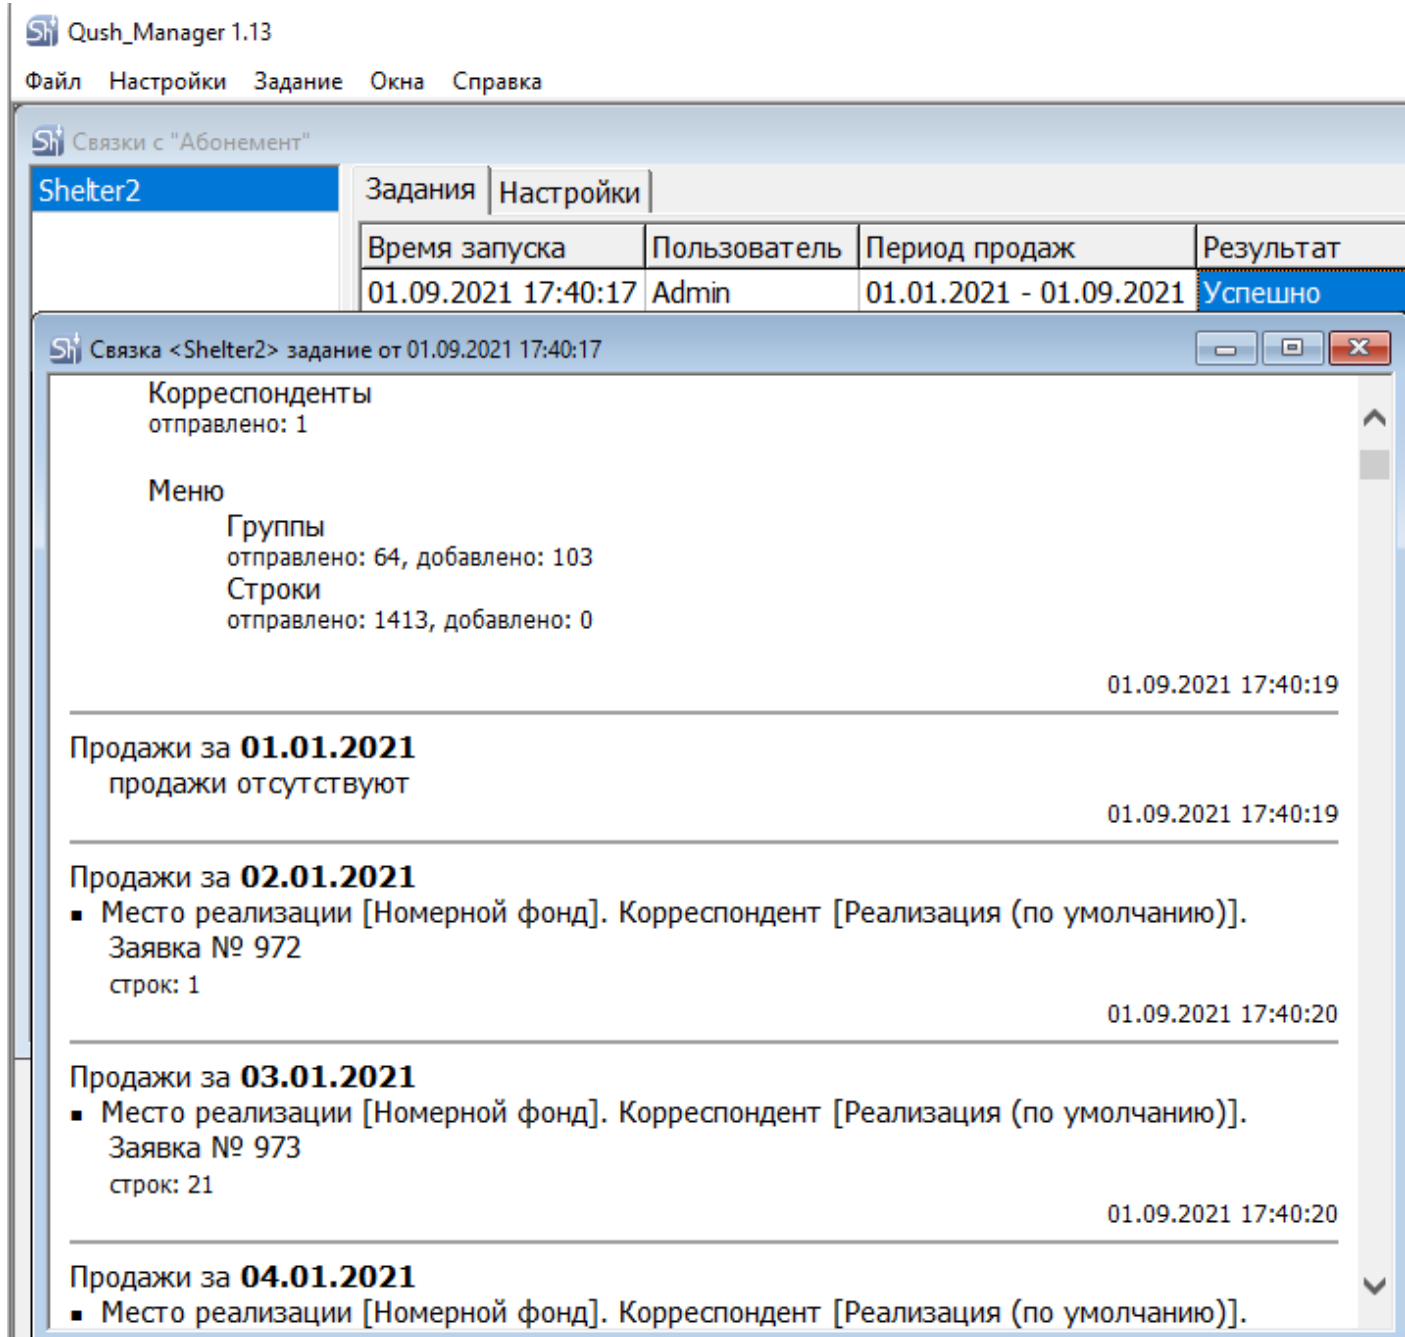 Qush_Manager 1.13
Файл Настройки Задание Окна Справка
Связки с "Абонемент"
Shelter2
Задания Настройки
Время запуска Пользователь Период продаж Результат
01.09.2021 17:40:17 Admin 01.01.2021 - 01.09.2021 Успешно
Связка <Shelter2> задание от 01.09.2021 17:40:17
Корреспонденты
отправлено: 1
Меню
Группы
отправлено: 64, добавлено: 103
Строки
отправлено: 1413, добавлено: 0
01.09.2021 17:40:19
Продажи за 01.01.2021
продажи отсутствуют
01.09.2021 17:40:19
Продажи за 02.01.2021
▪ Место реализации [Номерной фонд]. Корреспондент [Реализация (по умолчанию)].
Заявка № 972
строк: 1
01.09.2021 17:40:20
Продажи за 03.01.2021
▪ Место реализации [Номерной фонд]. Корреспондент [Реализация (по умолчанию)].
Заявка № 973
строк: 21
01.09.2021 17:40:20
Продажи за 04.01.2021
▪ Место реализации [Номерной фонд]. Корреспондент [Реализация (по умолчанию)].